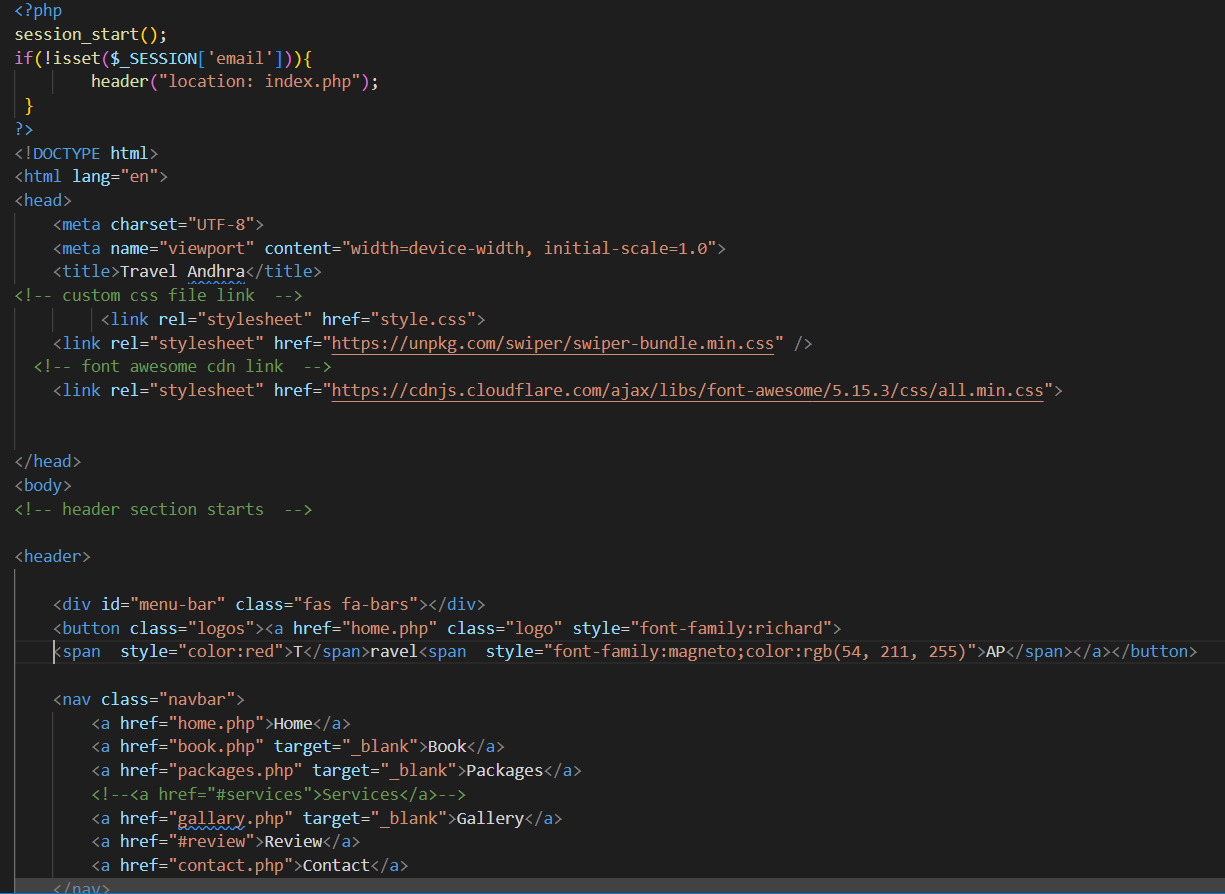 <?php
session_start();
if(!isset($_SESSION['email'])){
header("location: index.php");
}
?>
<!DOCTYPE html>
<html lang="en">
<head>
<meta charset="UTF-8">
<meta name="viewport" content="width=device-width, initial-scale=1.0">
<title>Travel Andhra</title>
<!-- custom css file link  -->
<link rel="stylesheet" href="style.css">
<link rel="stylesheet" href="https://unpkg.com/swiper/swiper-bundle.min.css" />
<!-- font awesome cdn link  -->
<link rel="stylesheet" href="https://cdnjs.cloudflare.com/ajax/libs/font-awesome/5.15.3/css/all.min.css">
</head>
<body>
<!-- header section starts  -->
<header>
<div id="menu-bar" class="fas fa-bars"></div>
<button class="logos"><a href="home.php" class="logo" style="font-family:richard">
<span  style="color:red">T</span>ravel<span  style="font-family:magneto;color:rgb(54, 211, 255)">AP</span></a></button>
<nav class="navbar">
<a href="home.php">Home</a>
<a href="book.php" target="_blank">Book</a>
<a href="packages.php" target="_blank">Packages</a>
<!--<a href="#services">Services</a>-->
<a href="gallary.php" target="_blank">Gallery</a>
<a href="#review">Review</a>
<a href="contact.php">Contact</a>
</nav>